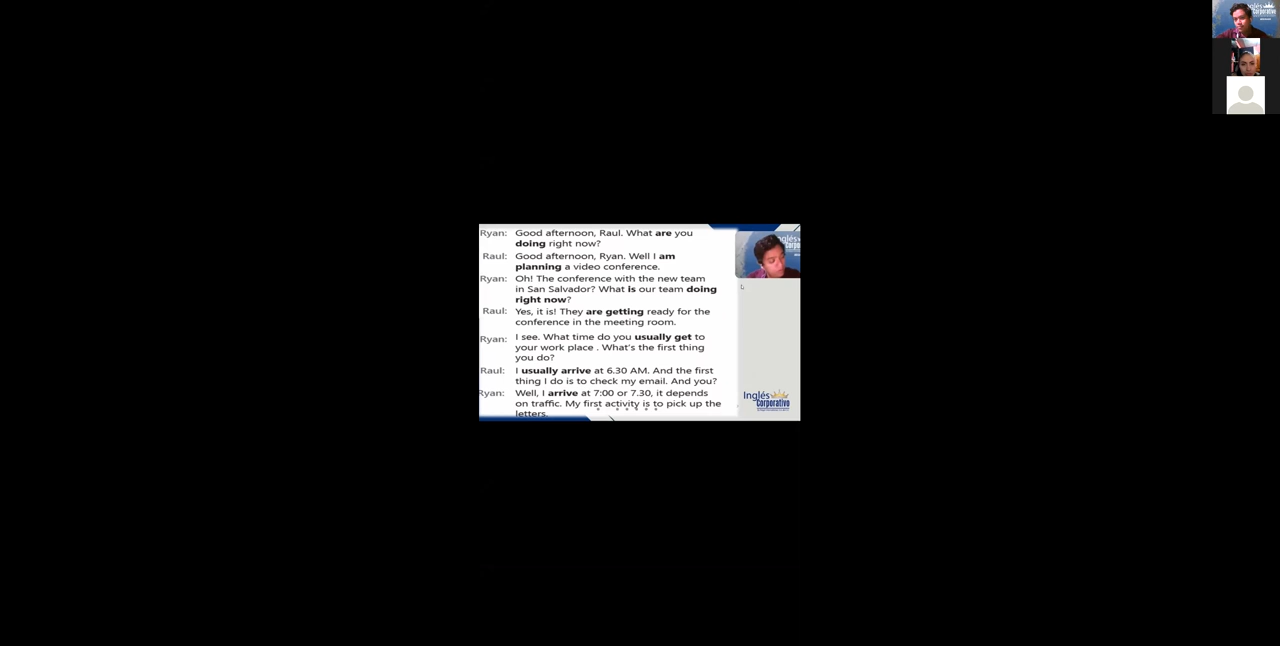 Ryan: Good afternoon, Raul. What are you
doing right now?
Raul: Good afternoon, Ryan. Well I am
planning a video conference.
Ryan: Oh! The conference with the new team
in San Salvador? What is our team doing
right now?
Raul: Yes, it is! They are getting ready for the
conference in the meeting room.
Ryan: I see. What time do you usually get to
your work place . What's the first thing
you do?
Raul: I usually arrive at 6.30 AM. And the first
thing I do is to check my email. And you?
Ryan: Well, I arrive at 7:00 or 7.30, it depends
on traffic. My first activity is to pick up the
letters.
Inglés
Corporativo